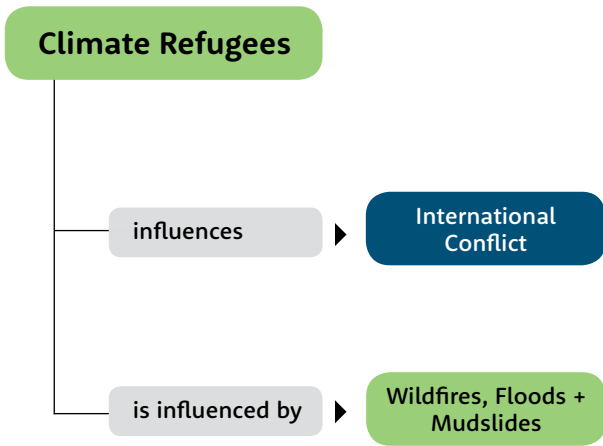 Climate Refugees
influences
International
Conflict
is influenced by
Wildfires, Floods +
Mudslides